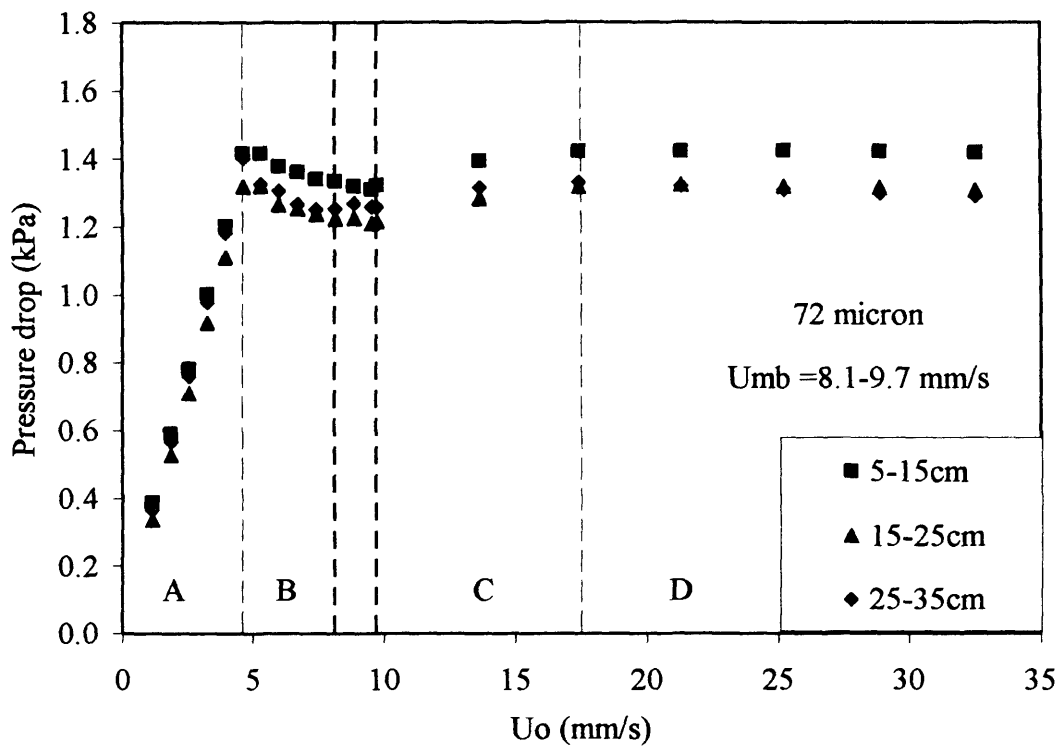 1.8
1.6
1.4
1.2
1.0
0.8
0.6
0.4
0.2
0.0
Pressure drop (kPa)
72 micron
Umb =8.1-9.7 mm/s
5-15cm
15-25cm
25-35cm
A B C D
0 5 10 15 20 25 30 35
Uo (mm/s)